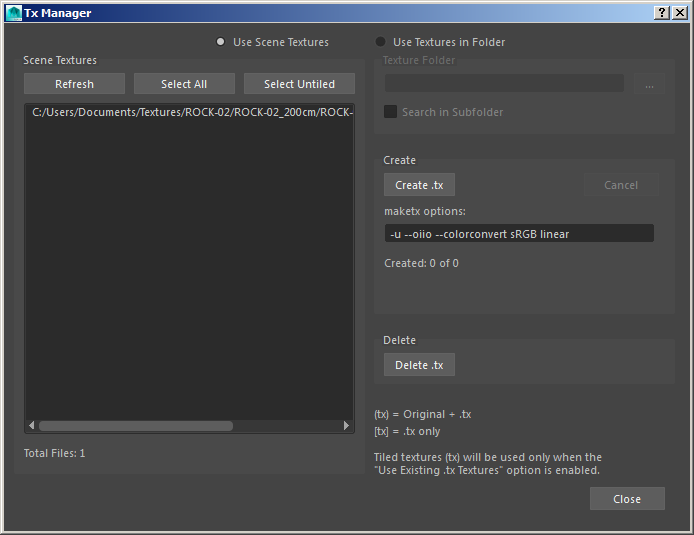 Tx Manager
Use Scene Textures
Use Textures in Folder
Scene Textures
Refresh
Select All
Select Untiled
C:/Users/Documents/Textures/ROCK-02/ROCK-02_200cm/ROCK-
Total Files: 1
Texture Folder
...
Search in Subfolder
Create
Create .tx
Cancel
maketx options:
-u --oiio --colorconvert sRGB linear
Created: 0 of 0
Delete
Delete .tx
(tx) = Original + .tx
[tx] = .tx only
Tiled textures (tx) will be used only when the
"Use Existing .tx Textures" option is enabled.
Close